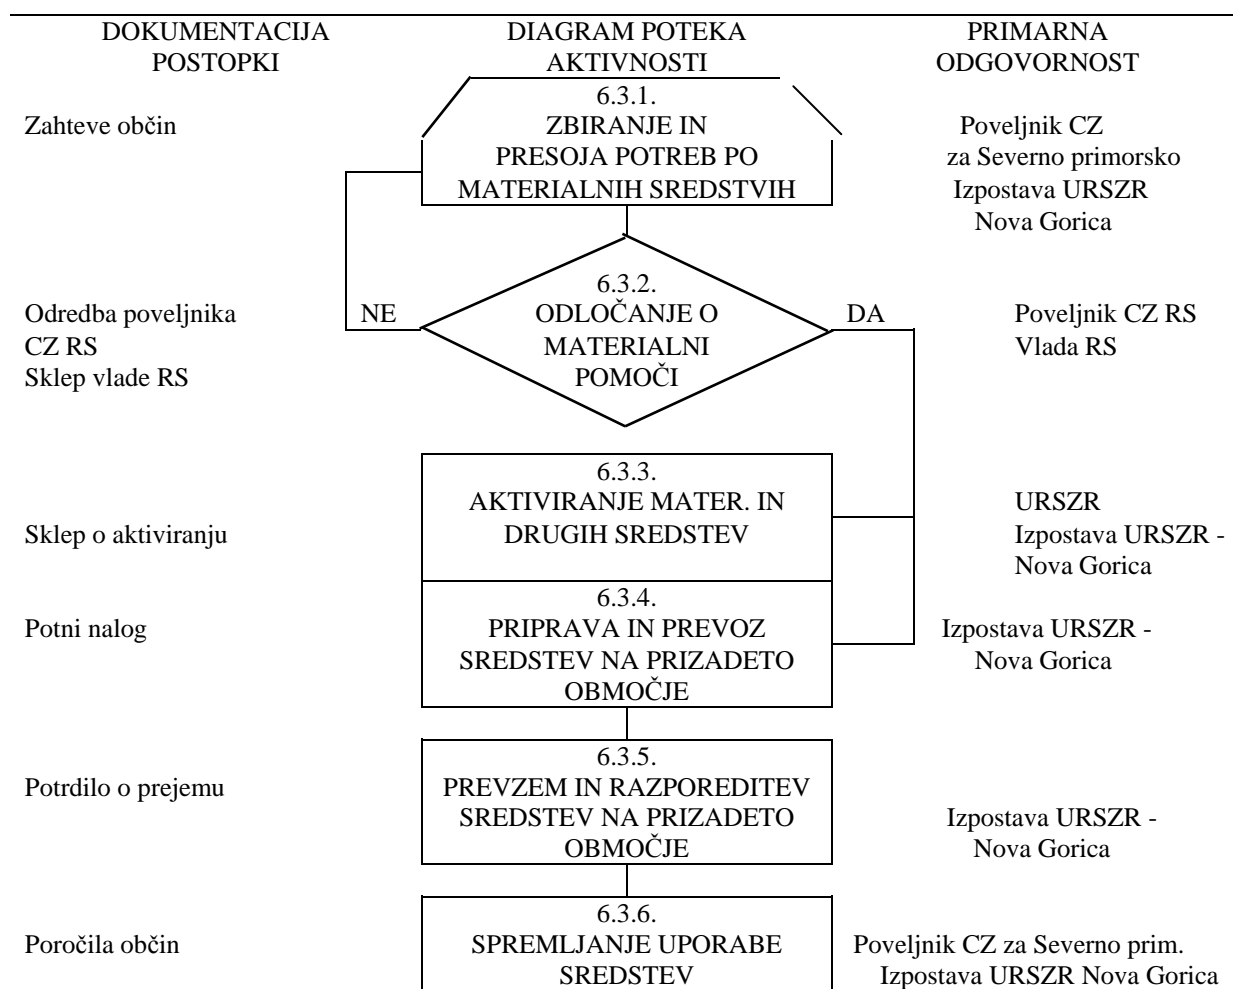 DOKUMENTACIJA POSTOPKI
DIAGRAM POTEKA AKTIVNOSTI
PRIMARNA ODGOVORNOST
Zahteve občin
6.3.1.
ZBIRANJE IN
PRESOJA POTREB PO
MATERIALNIH SREDSTVIH
Poveljnik CZ
za Severno primorsko
Izpostava URSZR
Nova Gorica
Odredba poveljnika
CZ RS
Sklep vlade RS
NE
6.3.2.
ODLOČANJE O
MATERIALNI
POMOČI
DA
Poveljnik CZ RS
Vlada RS
Sklep o aktiviranju
6.3.3.
AKTIVIRANJE MATER. IN
DRUGIH SREDSTEV
URSZR
Izpostava URSZR -
Nova Gorica
Potni nalog
6.3.4.
PRIPRAVA IN PREVOZ
SREDSTEV NA PRIZADETO
OBMOČJE
Izpostava URSZR -
Nova Gorica
Potrdilo o prejemu
6.3.5.
PREVZEM IN RAZPOREDITEV
SREDSTEV NA PRIZADETO
OBMOČJE
Izpostava URSZR -
Nova Gorica
Poročila občin
6.3.6.
SPREMLJANJE UPORABE
SREDSTEV
Poveljnik CZ za Severno prim.
Izpostava URSZR Nova Gorica